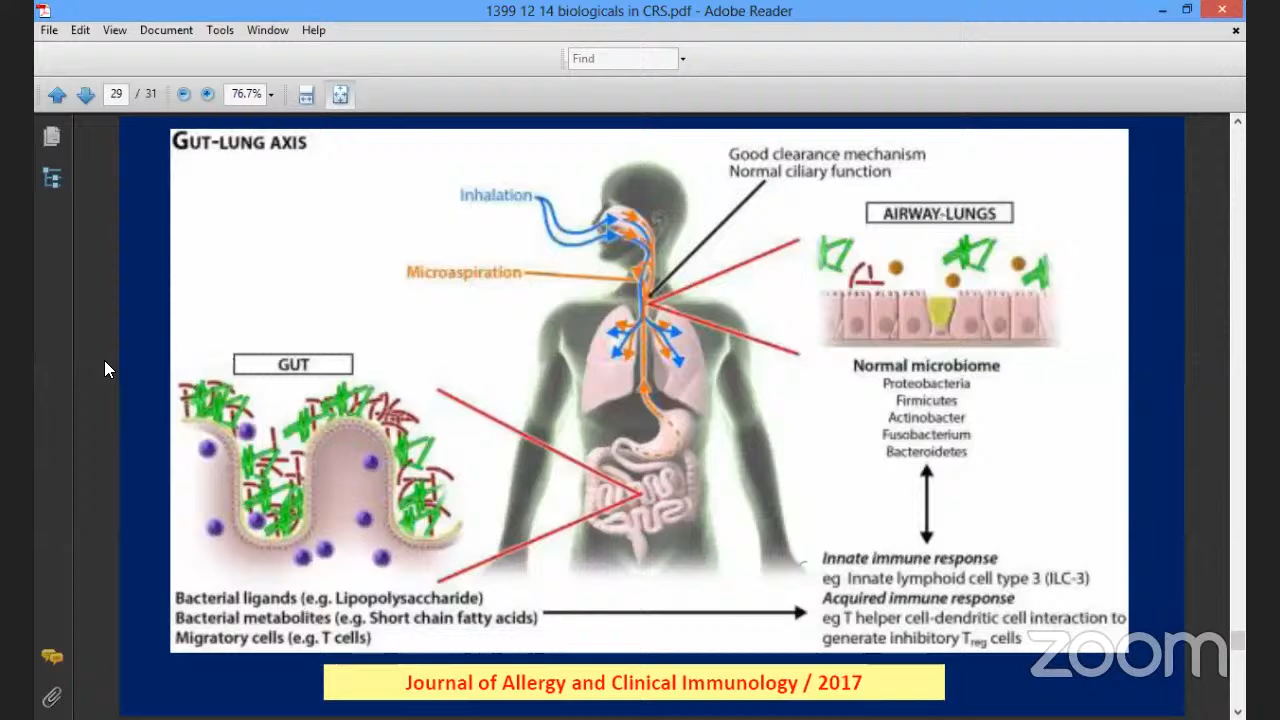 1399 12 14 biologicals in CRS.pdf - Adobe Reader
File Edit View Document Tools Window Help
Find
29 / 31 76.7%
GUT-LUNG AXIS
Good clearance mechanism
Normal ciliary function
Inhalation
AIRWAY-LUNGS
Microaspiration
GUT
Normal microbiome
Proteobacteria
Firmicutes
Actinobacter
Fusobacterium
Bacteroidetes
Innate immune response
eg Innate lymphoid cell type 3 (ILC-3)
Acquired immune response
eg T helper cell-dendritic cell interaction to
generate inhibitory Treg cells
Bacterial ligands (e.g. Lipopolysaccharide)
Bacterial metabolites (e.g. Short chain fatty acids)
Migratory cells (e.g. T cells)
zoom
Journal of Allergy and Clinical Immunology / 2017